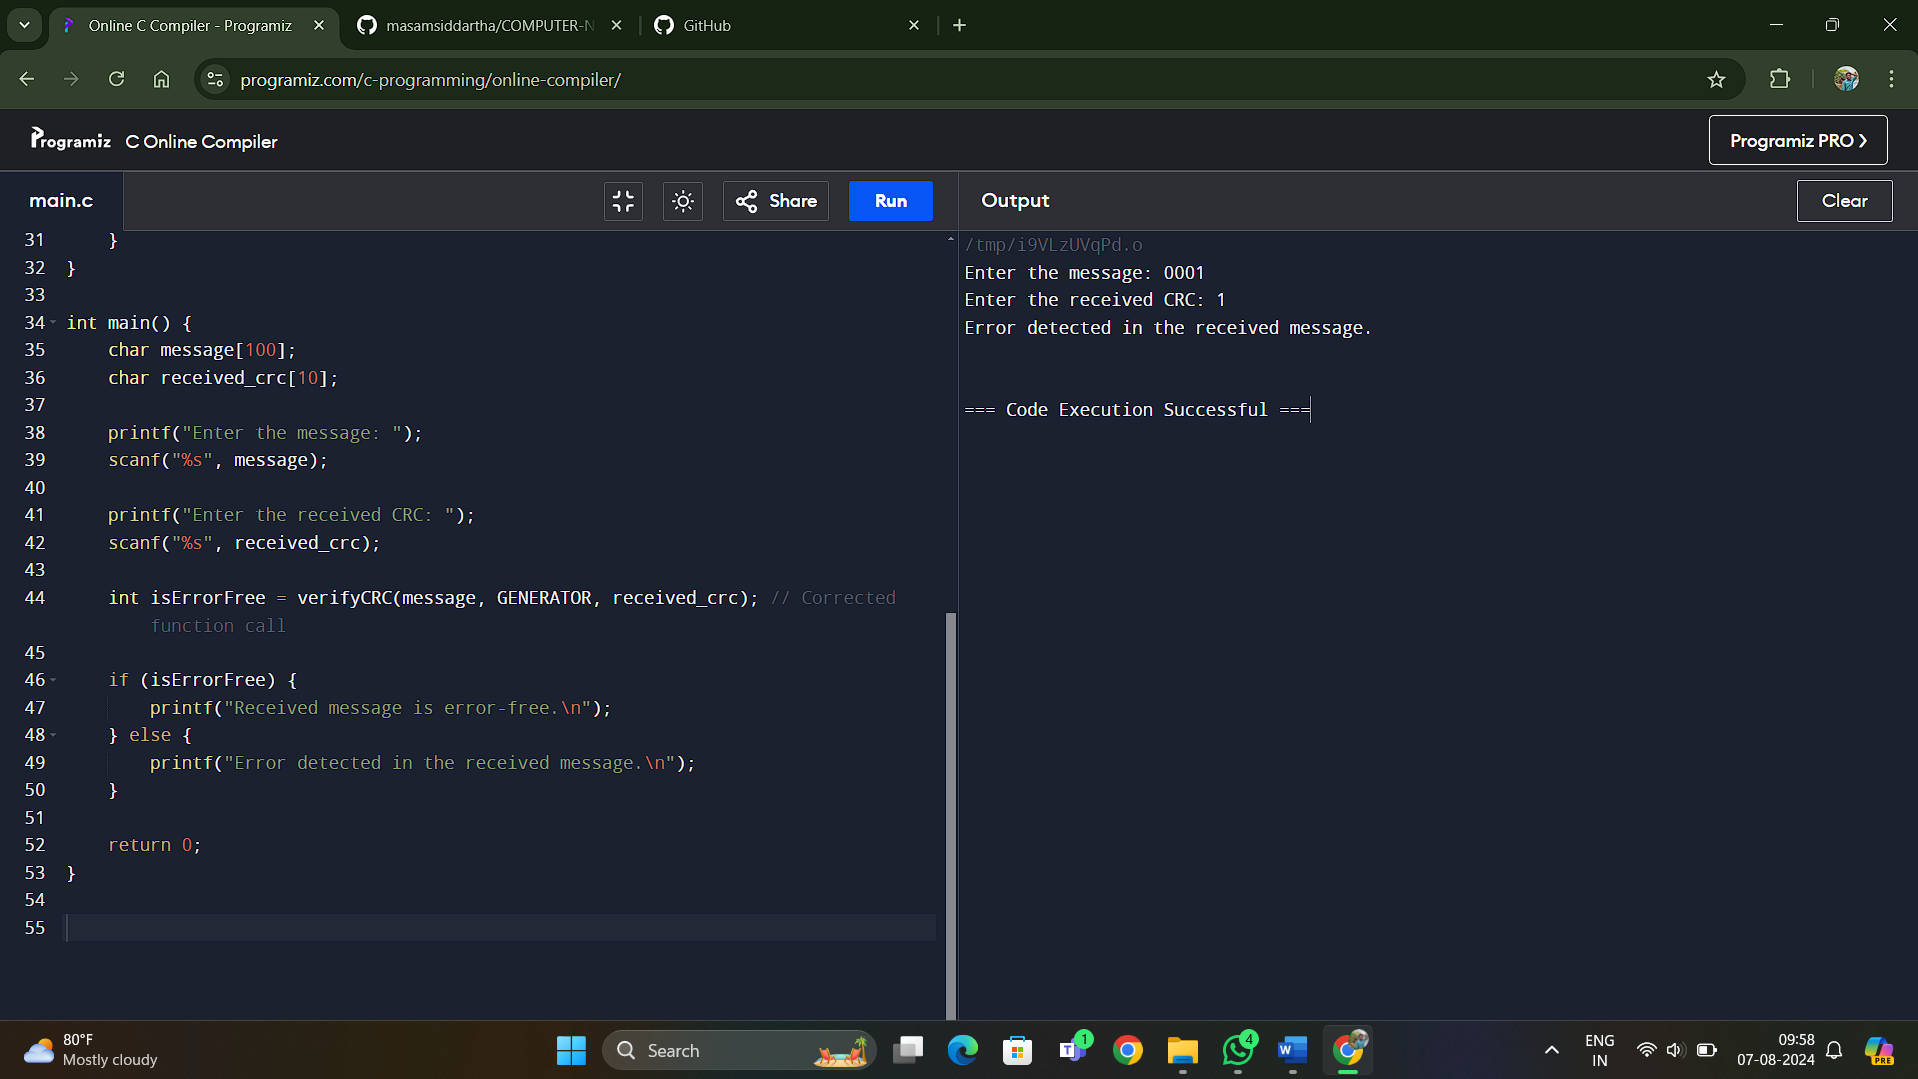 Online C Compiler - Programiz
masamsiddartha/COMPUTER-N
GitHub
programiz.com/c-programming/online-compiler/
Programiz C Online Compiler
Programiz PRO
main.c
Share
Run
Output
Clear
31 }
32 }
33
34 int main() {
35 char message[100];
36 char received_crc[10];
37
38 printf("Enter the message: ");
39 scanf("%s", message);
40
41 printf("Enter the received CRC: ");
42 scanf("%s", received_crc);
43
44 int isErrorFree = verifyCRC(message, GENERATOR, received_crc); // Corrected
function call
45
46 if (isErrorFree) {
47 printf("Received message is error-free.\n");
48 } else {
49 printf("Error detected in the received message.\n");
50 }
51
52 return 0;
53 }
54
55
/tmp/i9VLzUVqPd.o
Enter the message: 0001
Enter the received CRC: 1
Error detected in the received message.
=== Code Execution Successful ===
80°F
Mostly cloudy
Search
1
4
ENG
IN
09:58
07-08-2024
PRE